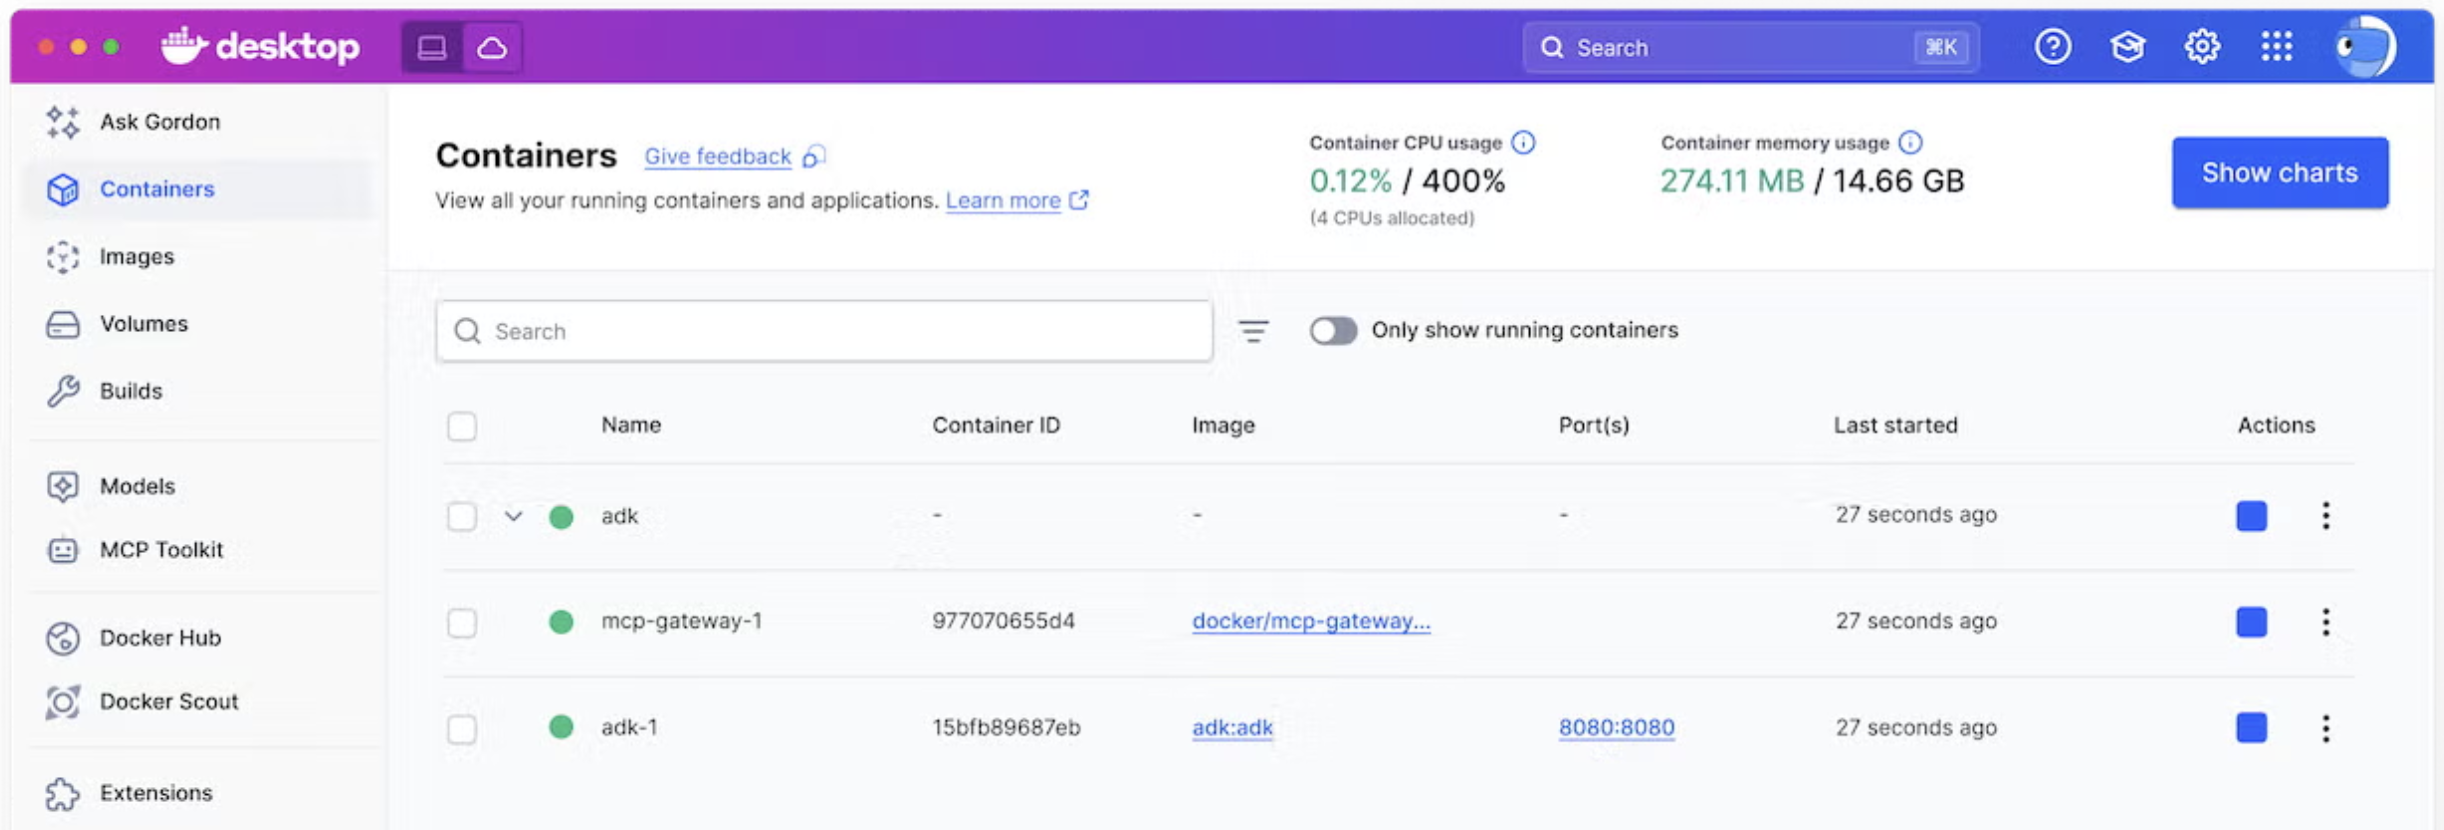 desktop
Search ⌘K
Ask Gordon
Containers
Images
Volumes
Builds
Models
MCP Toolkit
Docker Hub
Docker Scout
Extensions
Containers Give feedback
View all your running containers and applications. Learn more
Container CPU usage
0.12% / 400%
(4 CPUs allocated)
Container memory usage
274.11 MB / 14.66 GB
Show charts
Search
Only show running containers
Name Container ID Image Port(s) Last started Actions
adk - - - 27 seconds ago
mcp-gateway-1 977070655d4 docker/mcp-gateway... 27 seconds ago
adk-1 15bfb89687eb adk:adk 8080:8080 27 seconds ago